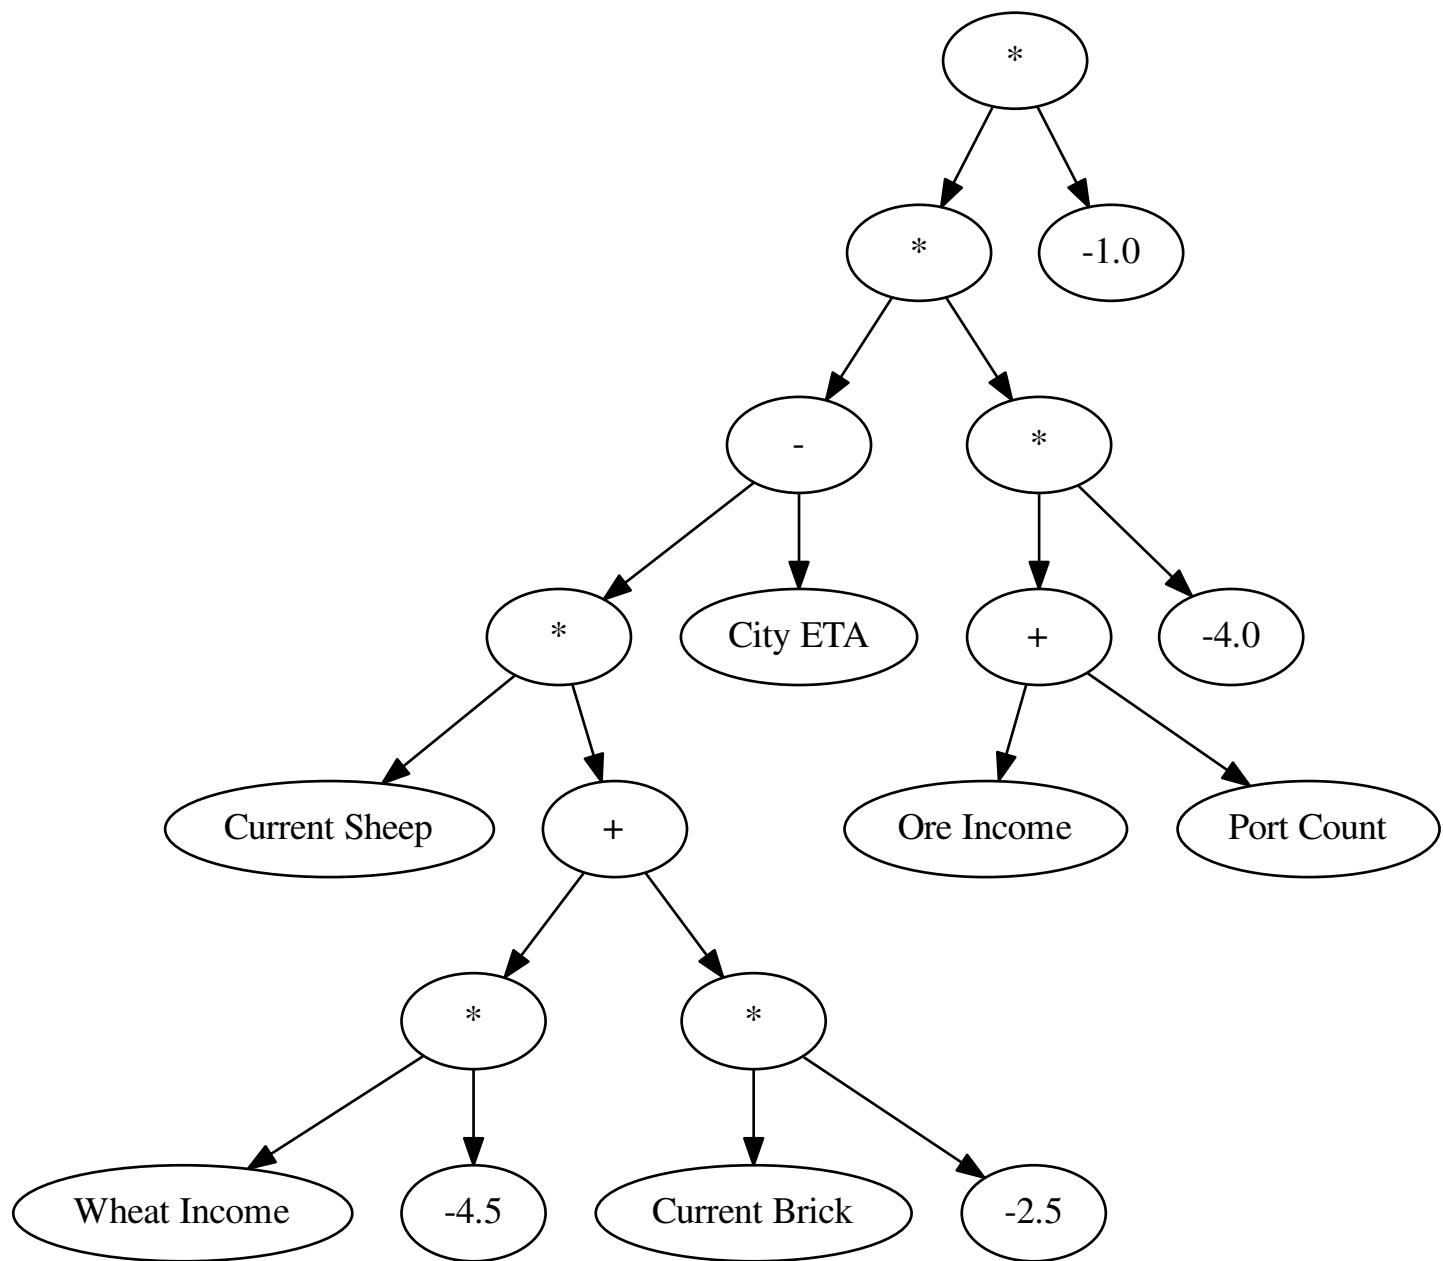 *
*
-1.0
-
*
*
City ETA
+
-4.0
Current Sheep
+
Ore Income
Port Count
*
*
Wheat Income
-4.5
Current Brick
-2.5